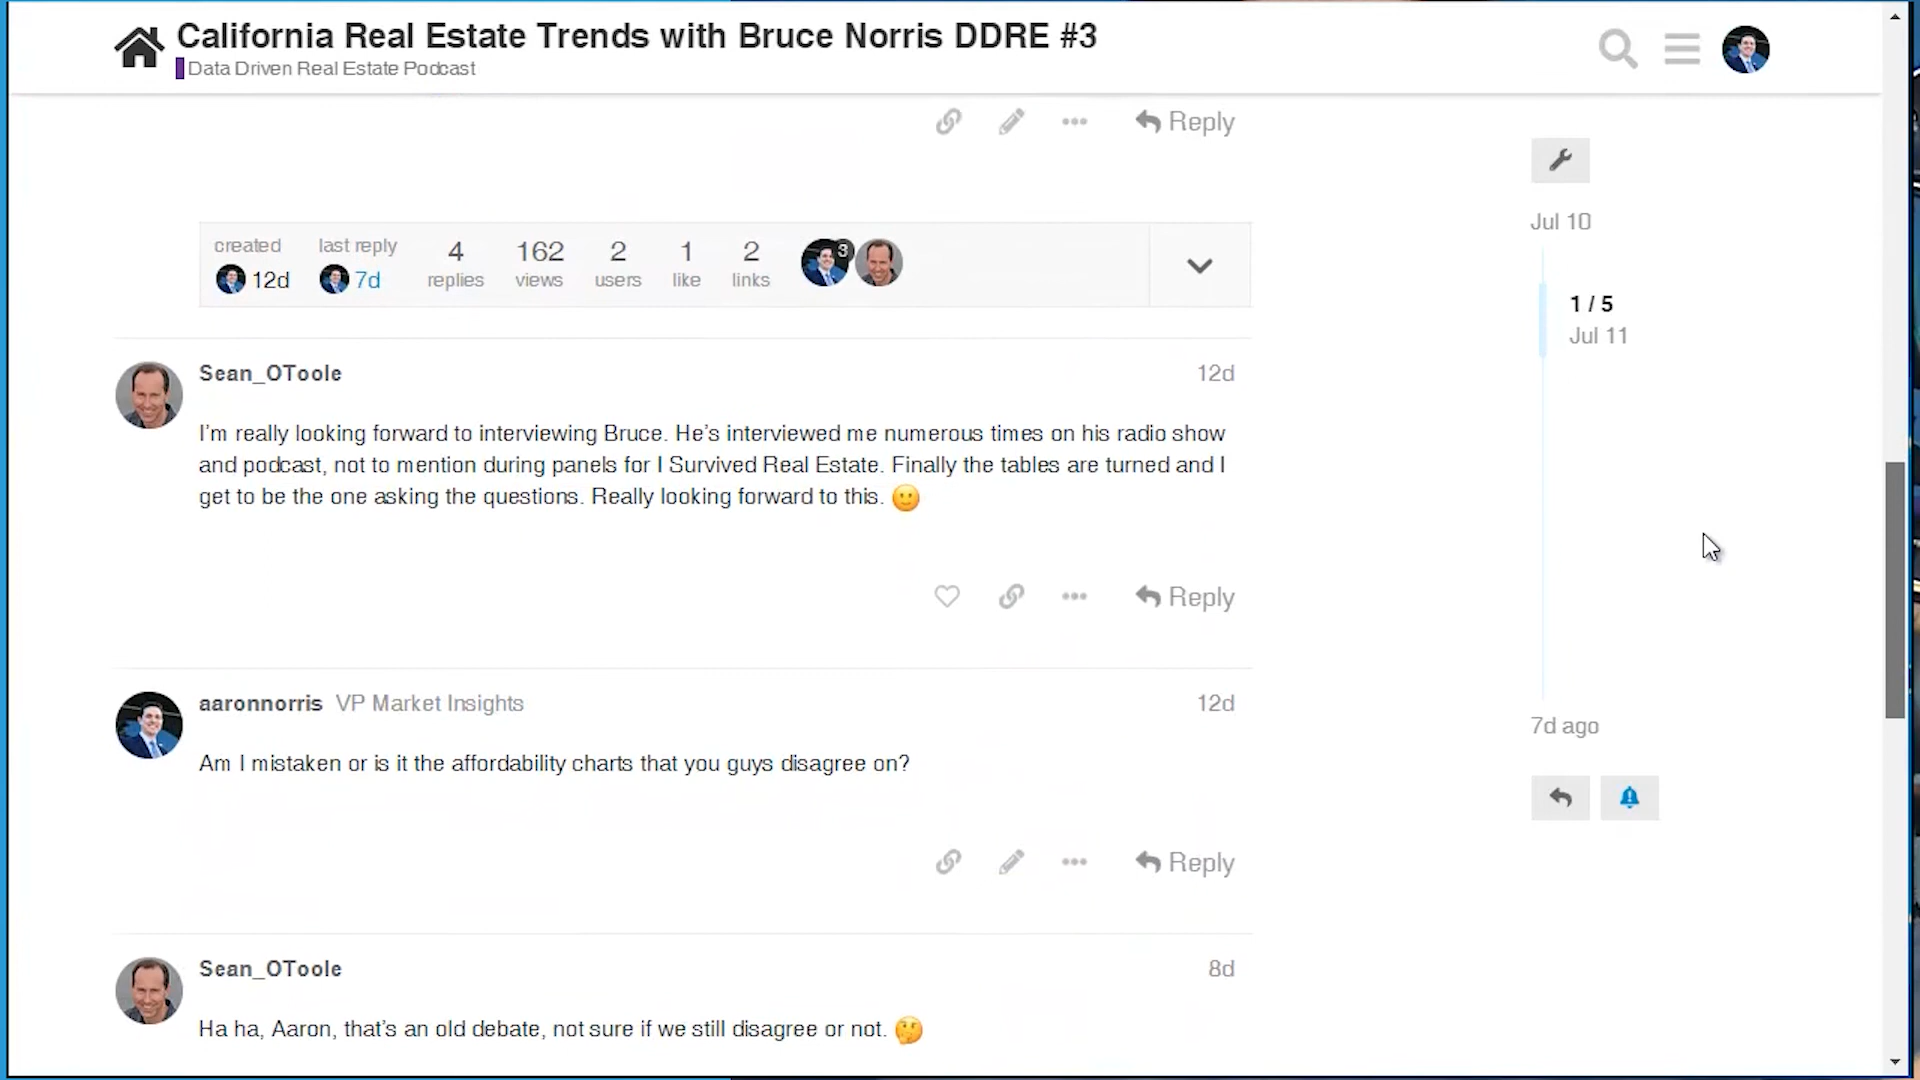 California Real Estate Trends with Bruce Norris DDRE #3
Data Driven Real Estate Podcast
Reply
Jul 10
created
12d
last reply
7d
4
replies
162
views
2
users
1
like
2
links
3
1 / 5
Jul 11
Sean_OToole
12d
I'm really looking forward to interviewing Bruce. He's interviewed me numerous times on his radio show
and podcast, not to mention during panels for I Survived Real Estate. Finally the tables are turned and I
get to be the one asking the questions. Really looking forward to this.
Reply
aaronnorris VP Market Insights
12d
Am I mistaken or is it the affordability charts that you guys disagree on?
7d ago
Reply
Sean_OToole
8d
Ha ha, Aaron, that's an old debate, not sure if we still disagree or not.